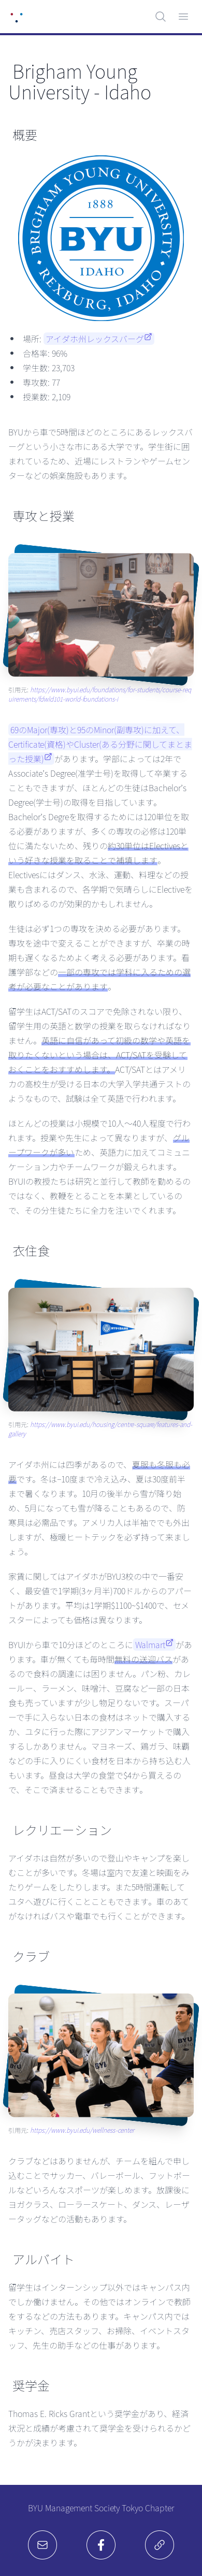 Brigham Young
University - Idaho
概要
BRIGHAM YOUNG UNIVERSITY
1888
BYU
IDAHO
REXBURG, IDAHO
場所: アイダホ州レックスバーグ
合格率: 96%
学生数: 23,703
専攻数: 77
授業数: 2,109
BYUから車で5時間ほどのところにあるレックスバ
ーグという小さな市にある大学です。学生街に囲
まれているため、近場にレストランやゲームセン
ターなどの娯楽施設もあります。
専攻と授業
引用元: https://www.byui.edu/foundations/for-students/course-req
uirements/fdwld101-world-foundations-i
69のMajor(専攻)と95のMinor(副専攻)に加えて、
Certificate(資格)やCluster(ある分野に関してまとま
った授業)があります。学部によっては2年で
Associate's Degree(准学士号)を取得して卒業する
こともできますが、ほとんどの学生はBachelor's
Degree(学士号)の取得を目指しています。
Bachelor's Degreを取得するためには120単位を取
る必要がありますが、多くの専攻の必修は120単
位に満たないため、残りの約30単位はElectivesと
いう好きな授業を取ることで補填します。
Electivesにはダンス、水泳、運動、料理などの授
業も含まれるので、各学期で気晴らしにElectiveを
取りばめるのが効果的かもしれません。
生徒は必ず1つの専攻を決める必要があります。
専攻を途中で変えることができますが、卒業の時
期も遅くなるためよく考える必要があります。看
護学部などの一部の専攻では学科に入るための選
考が必要なことがあります。
留学生はACT/SATのスコアで免除されない限り、
留学生用の英語と数学の授業を取らなければなり
ません。英語に自信があって初級の数学や英語を
取りたくないという場合は、ACT/SATを受験して
おくことをおすすめします。ACT/SATとはアメリ
カの高校生が受ける日本の大学入学共通テストの
ようなもので、試験は全て英語で行われます。
ほとんどの授業は小規模で10人〜40人程度で行わ
れます。授業や先生によって異なりますが、グル
ープワークが多いため、英語力に加えてコミュニ
ケーション力やチームワークが鍛えられます。
BYUIの教授たちは研究と並行して教師を勤めるの
ではなく、教鞭をとることを本業としているの
で、その分生徒たちに全力を注いでくれます。
衣住食
引用元: https://www.byui.edu/housing/centre-square/features-and-
gallery
アイダホには四季があるので、夏服も冬服も必
要です。冬は−10度まで冷え込み、夏は30度前半
まで暑くなります。10月の後半から雪が降り始
め、5月になっても雪が降ることもあるので、防
寒具は必需品です。アメリカ人は半袖ででも外出
しますが、極暖ヒートテックを必ず持って来まし
ょう。
家賃に関してはアイダホがBYU3校の中で一番安
く、最安値で1学期(3ヶ月半)700ドルからのアパー
トがあります。平均は1学期$1100~$1400で、セメ
スターによっても価格は異なります。
BYUIから車で10分ほどのところにWalmartがあ
ります。車が無くても毎時間無料の送迎バスがあ
るので食料の調達には困りません。パン粉、カレ
ールー、ラーメン、味噌汁、豆腐など一部の日本
食も売っていますが少し物足りないです。スーパ
ーで手に入らない日本の食材はネットで購入する
か、ユタに行った際にアジアンマーケットで購入
するしかありません。マヨネーズ、鶏ガラ、味覇
などの手に入りにくい食材を日本から持ち込む人
もいます。昼食は大学の食堂で$4から買えるの
で、そこで済ませることもできます。
レクリエーション
アイダホは自然が多いので登山やキャンプを楽し
むことが多いです。冬場は室内で友達と映画をみ
たりゲームをしたりします。また5時間運転して
ユタへ遊びに行くことこともできます。車のあて
がなければバスや電車でも行くことができます。
クラブ
引用元: https://www.byui.edu/wellness-center
クラブなどはありませんが、チームを組んで申し
込むことでサッカー、バレーボール、フットボー
ルなどいろんなスポーツが楽しめます。放課後に
ヨガクラス、ローラースケート、ダンス、レーザ
ータッグなどの活動もあります。
アルバイト
留学生はインターンシップ以外ではキャンパス内
でしか働けません。その他ではオンラインで教師
をするなどの方法もあります。キャンパス内では
キッチン、売店スタッフ、お掃除、イベントスタ
ッフ、先生の助手などの仕事があります。
奨学金
Thomas E. Ricks Grantという奨学金があり、経済
状況と成績が考慮されて奨学金を受けられるかど
うかが決まります。
BYU Management Society Tokyo Chapter